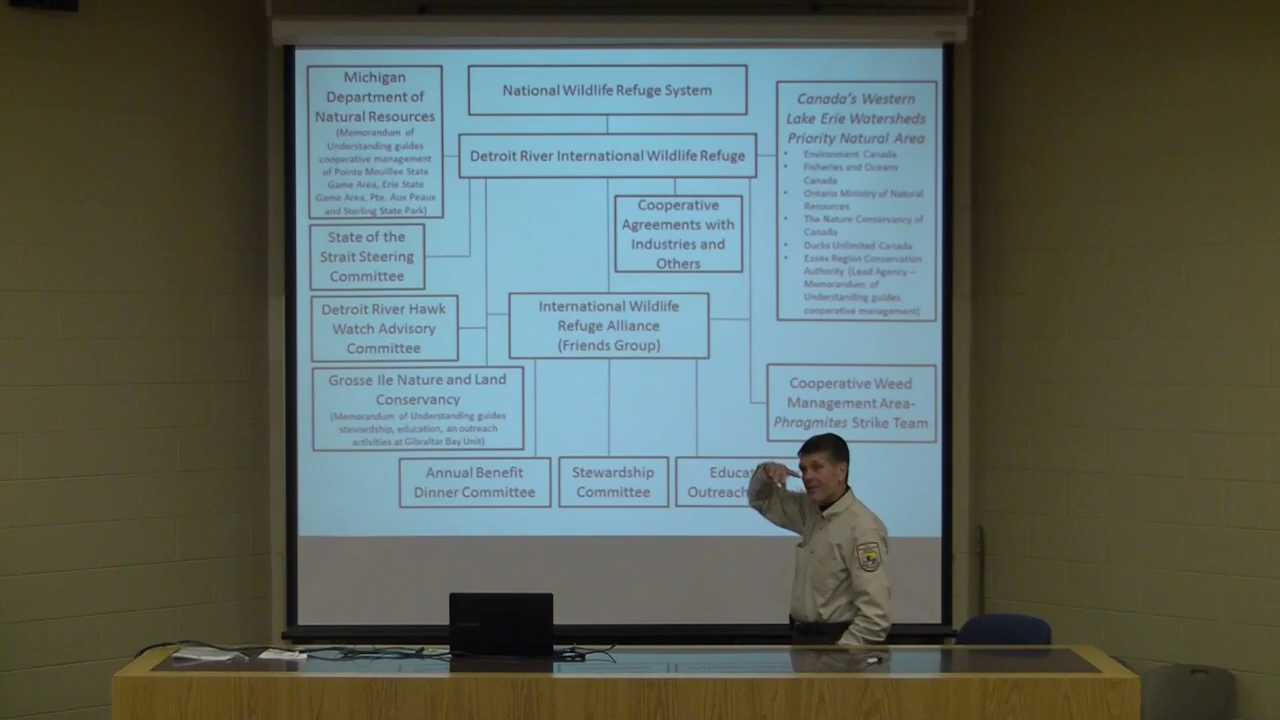 Michigan
Department of
Natural Resources
(Memorandum of
Understanding guides
cooperative management
of Pointe Mouillee State
Game Area, Erie State
Game Area, Pte. Aux Peaux
and Sterling State Park)
National Wildlife Refuge System
Detroit River International Wildlife Refuge
Canada's Western
Lake Erie Watersheds
Priority Natural Area
• Environment Canada
• Fisheries and Oceans
Canada
• Ontario Ministry of Natural
Resources
• The Nature Conservancy of
Canada
• Ducks Unlimited Canada
• Essex Region Conservation
Authority (Lead Agency –
Memorandum of
Understanding guides
cooperative management)
Cooperative
Agreements with
Industries and
Others
State of the
Strait Steering
Committee
Detroit River Hawk
Watch Advisory
Committee
International Wildlife
Refuge Alliance
(Friends Group)
Grosse Ile Nature and Land
Conservancy
(Memorandum of Understanding guides
stewardship, education, an outreach
activities at Gibraltar Bay Unit)
Cooperative Weed
Management Area-
Phragmites Strike Team
Annual Benefit
Dinner Committee
Stewardship
Committee
Educat
Outreach